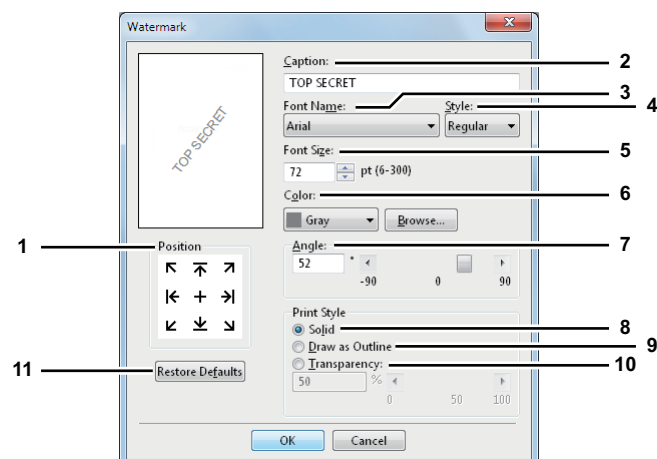 Watermark
TOP SECRET
Caption:
2
TOP SECRET
Font Name:
3
Style:
4
Arial
Regular
Font Size:
5
72
pt (6-300)
Color:
6
Gray
Browse...
1
Position
Angle:
7
52 °
-90 0 90
Print Style
Solid
8
Draw as Outline
9
Transparency:
10
11
Restore Defaults
50 %
0 50 100
OK
Cancel